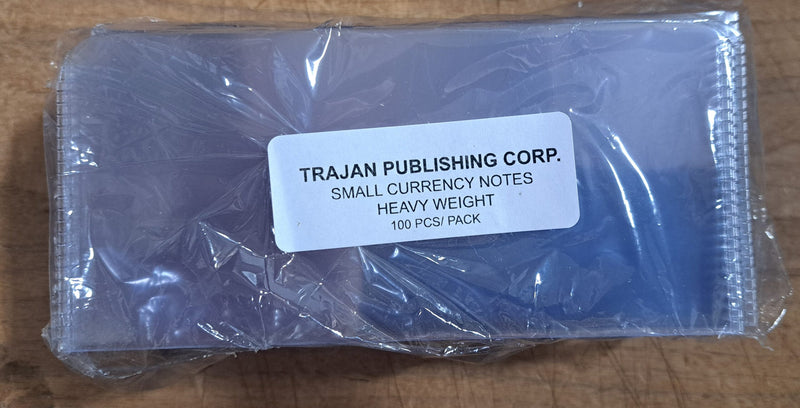 TRAJAN PUBLISHING CORP.
SMALL CURRENCY NOTES
HEAVY WEIGHT
100 PCS/ PACK